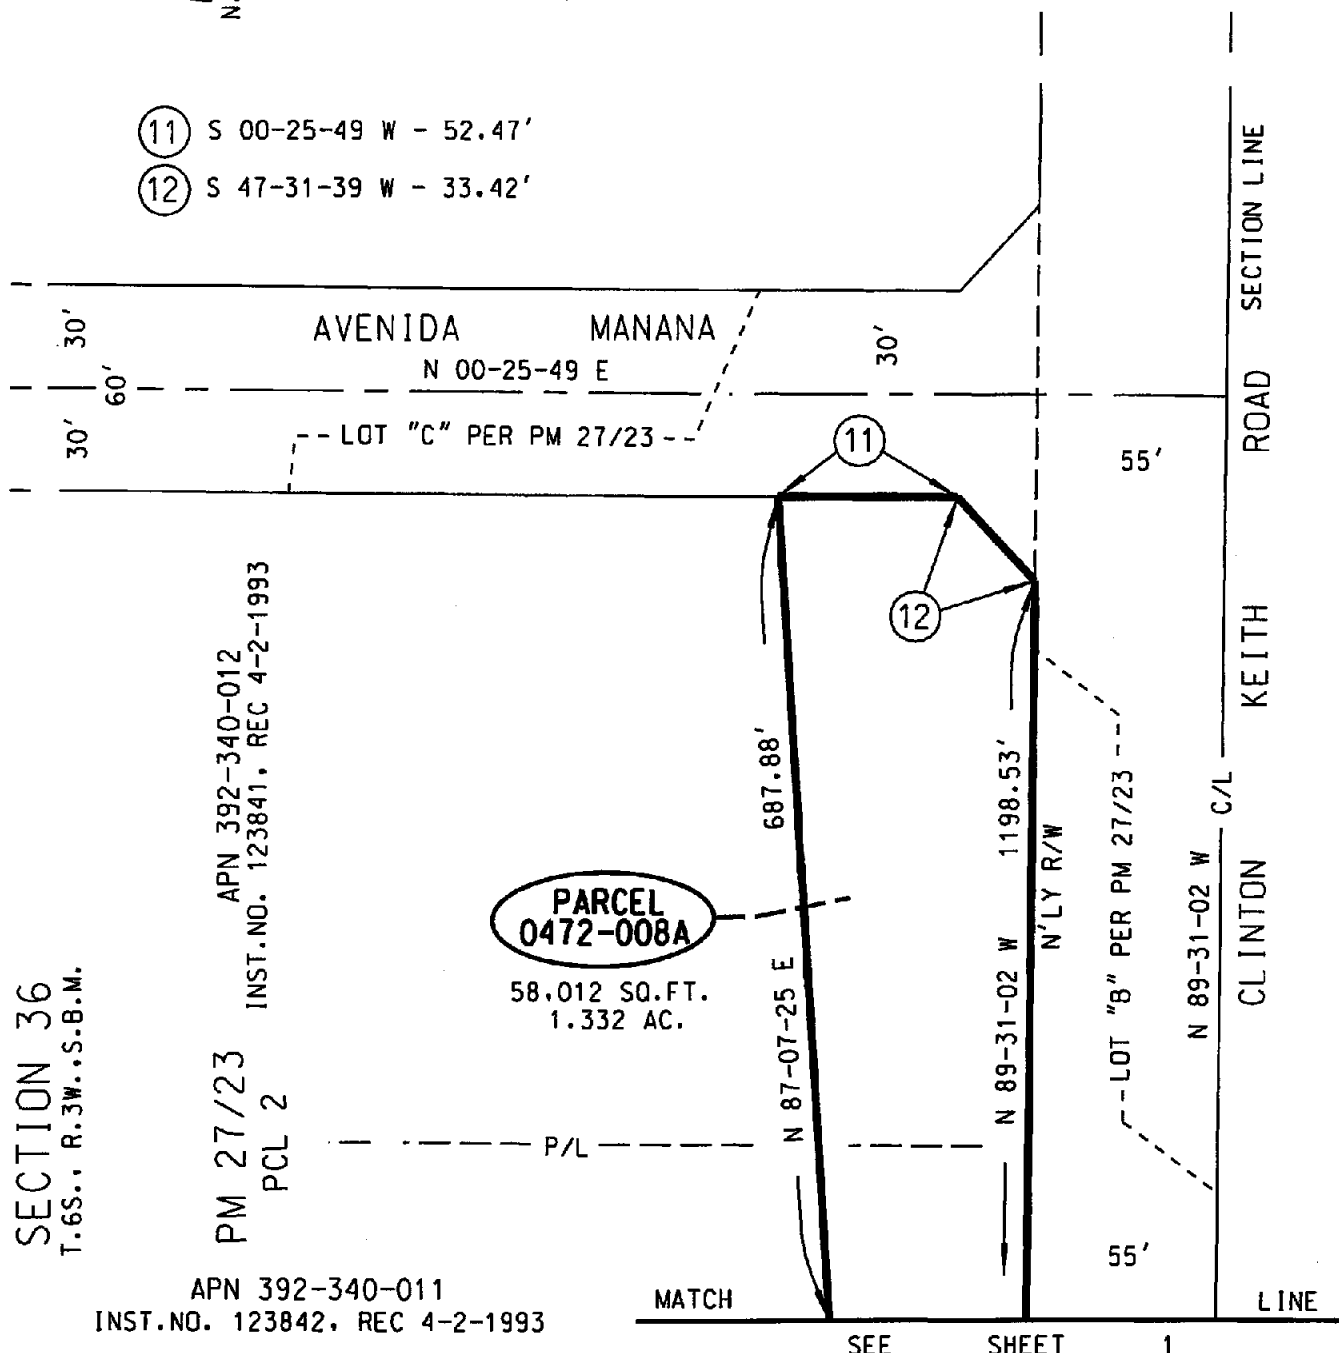 11 S 00-25-49 W - 52.47'
12 S 47-31-39 W - 33.42'
SECTION LINE
30'
60'
30'
AVENIDA MANANA
N 00-25-49 E
30'
LOT "C" PER PM 27/23
11
55'
CLINTON KEITH ROAD
12
APN 392-340-012
INST.NO. 123841, REC 4-2-1993
687.88'
N 87-07-25 E
1198.53'
N 89-31-02 W
N'LY R/W
LOT "B" PER PM 27/23
N 89-31-02 W C/L
PARCEL
0472-008A
58,012 SQ.FT.
1.332 AC.
SECTION 36
T.6S., R.3W., S.B.M.
PM 27/23
PCL 2
P/L
55'
APN 392-340-011
INST.NO. 123842, REC 4-2-1993
MATCH LINE
SEE SHEET 1